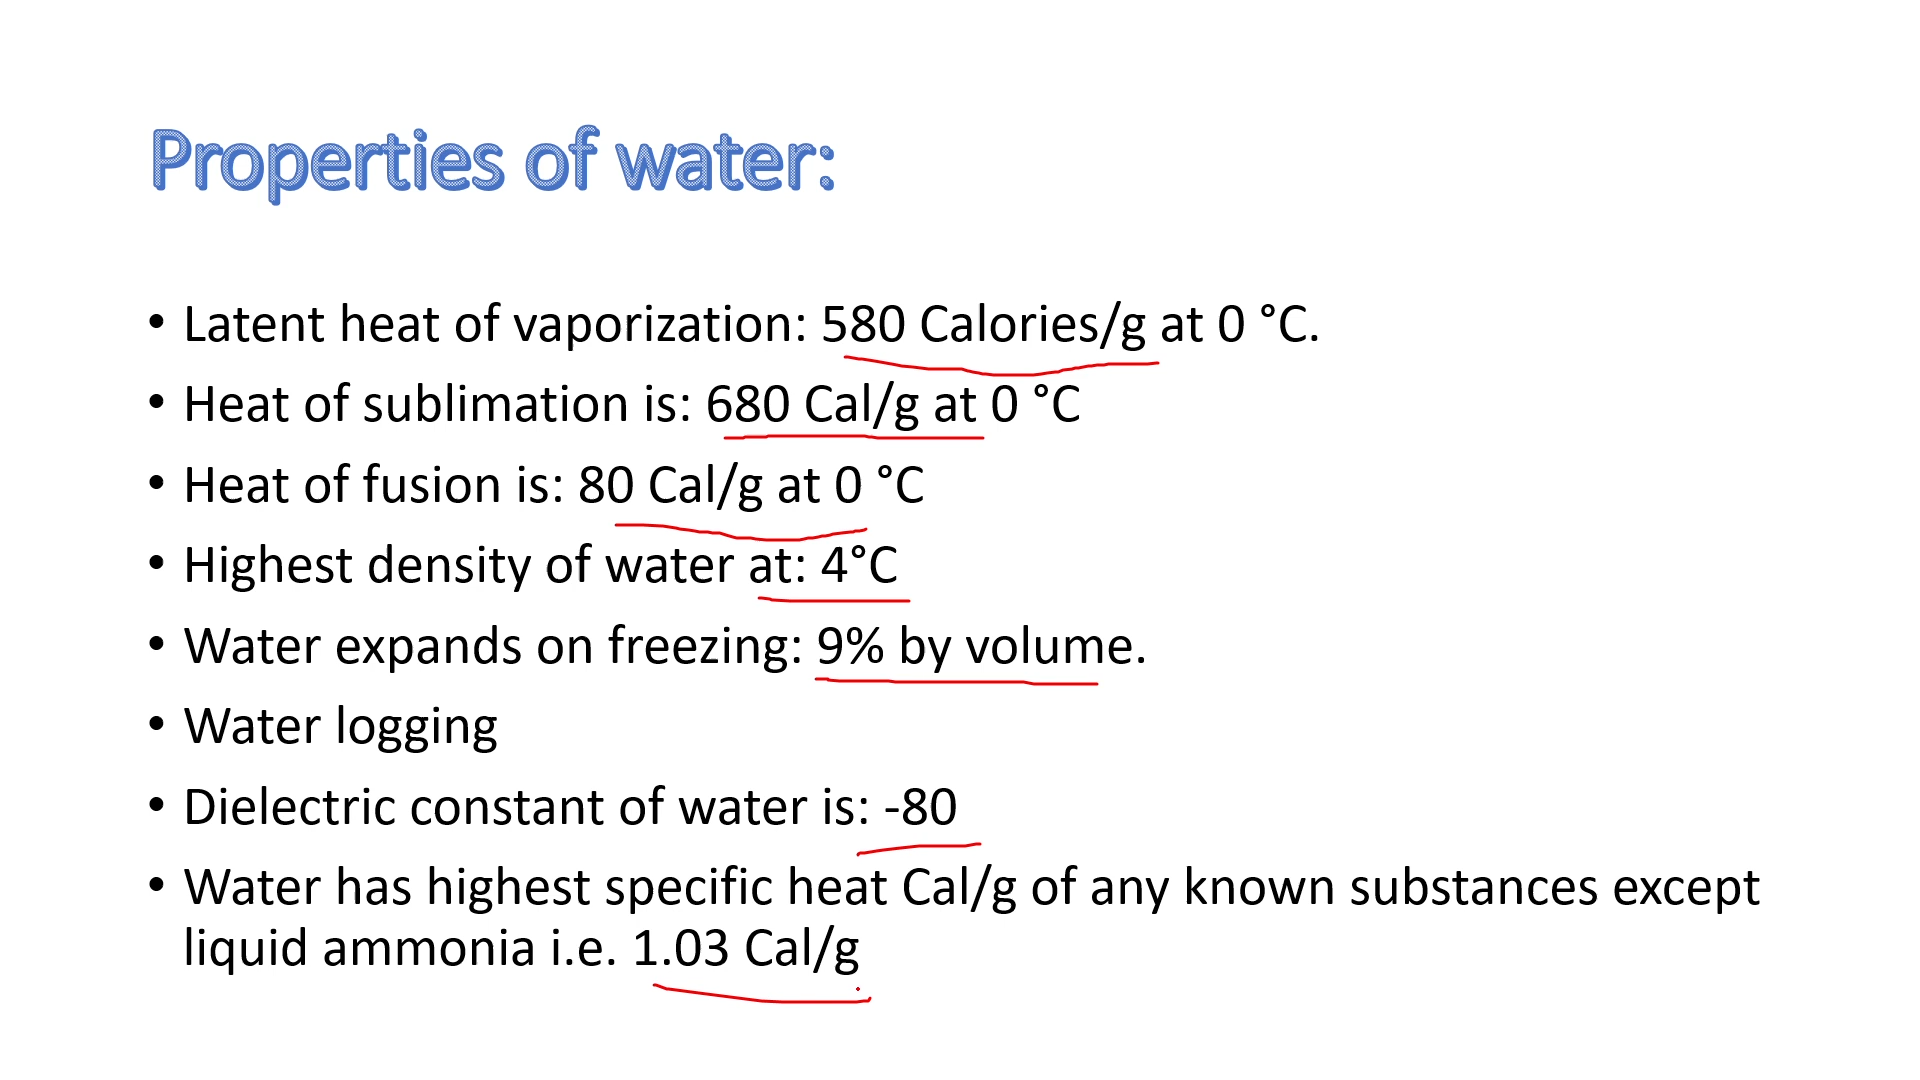 Properties of water:
• Latent heat of vaporization: 580 Calories/g at 0 °C.
• Heat of sublimation is: 680 Cal/g at 0 °C
• Heat of fusion is: 80 Cal/g at 0 °C
• Highest density of water at: 4°C
• Water expands on freezing: 9% by volume.
• Water logging
• Dielectric constant of water is: -80
• Water has highest specific heat Cal/g of any known substances except
liquid ammonia i.e. 1.03 Cal/g